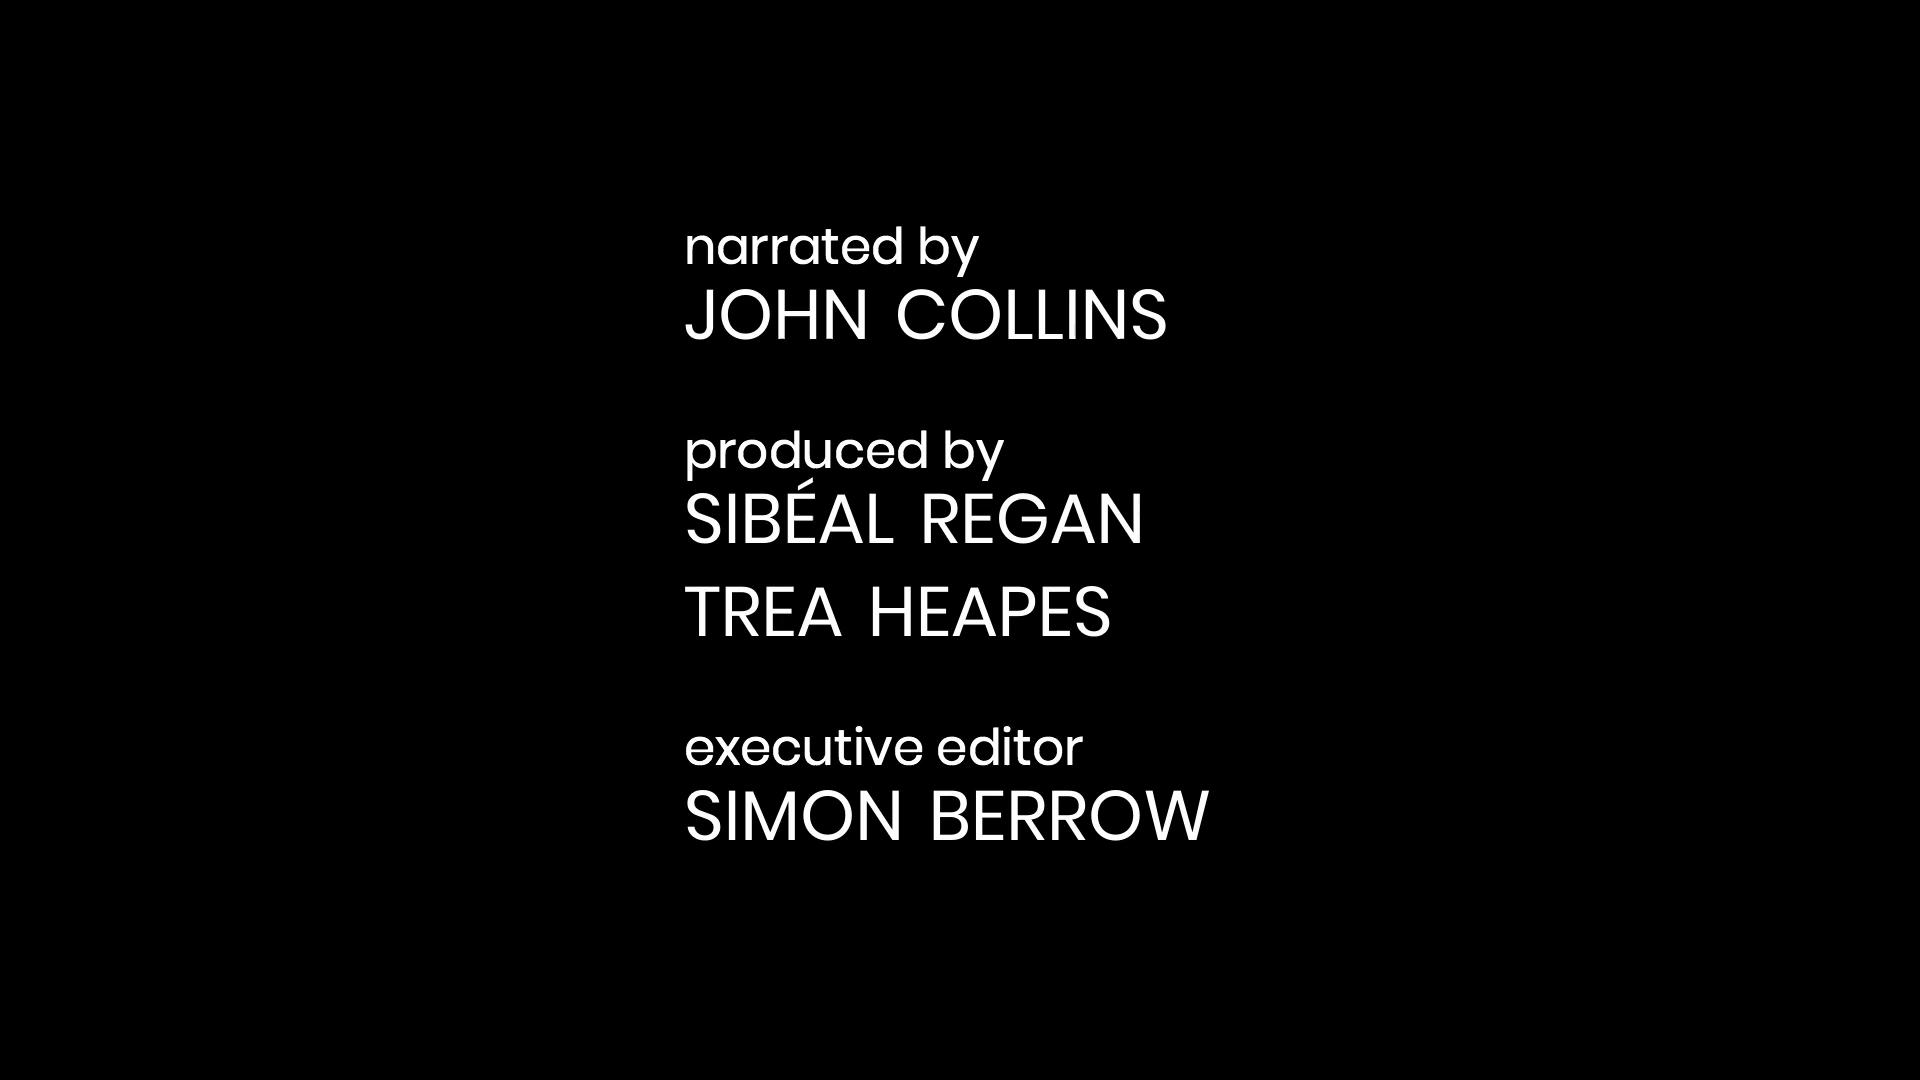 narrated by
JOHN COLLINS
produced by
SIBÉAL REGAN
TREA HEAPES
executive editor
SIMON BERROW